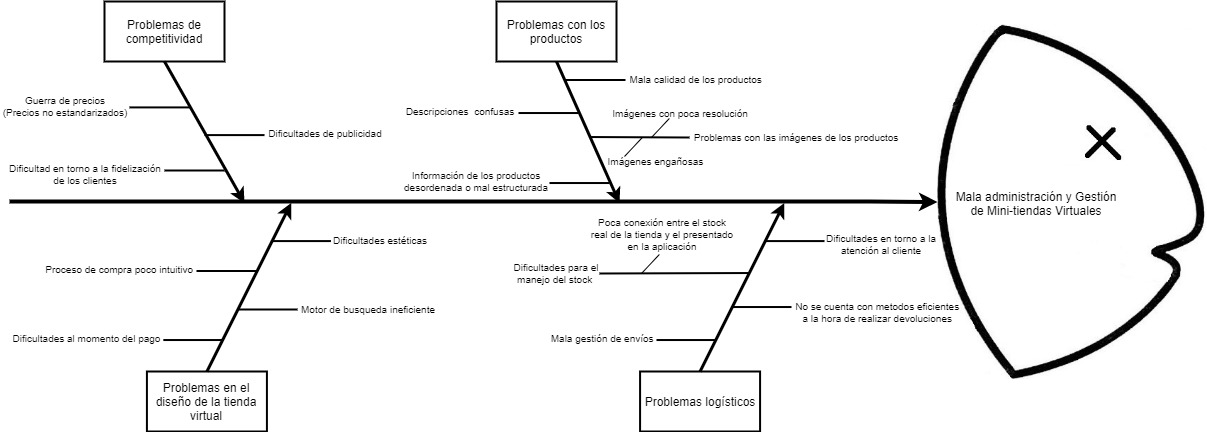 Problemas de
competitividad
Problemas con los
productos
Guerra de precios
(Precios no estandarizados)
Dificultades de publicidad
Dificultad en torno a la fidelización
de los clientes
Mala calidad de los productos
Descripciones confusas
Imágenes con poca resolución
Problemas con las imágenes de los productos
Imágenes engañosas
Información de los productos
desordenada o mal estructurada
Mala administración y Gestión
de Mini-tiendas Virtuales
Dificultades estéticas
Proceso de compra poco intuitivo
Motor de busqueda ineficiente
Dificultades al momento del pago
Problemas en el
diseño de la tienda
virtual
Poca conexión entre el stock
real de la tienda y el presentado
en la aplicación
Dificultades en torno a la
atención al cliente
Dificultades para el
manejo del stock
No se cuenta con metodos eficientes
a la hora de realizar devoluciones
Mala gestión de envíos
Problemas logísticos